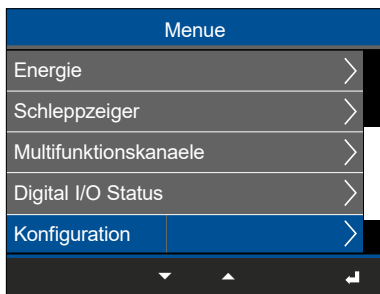 Menue
Energie
Schleppzeiger
Multifunktionskanaele
Digital I/O Status
Konfiguration